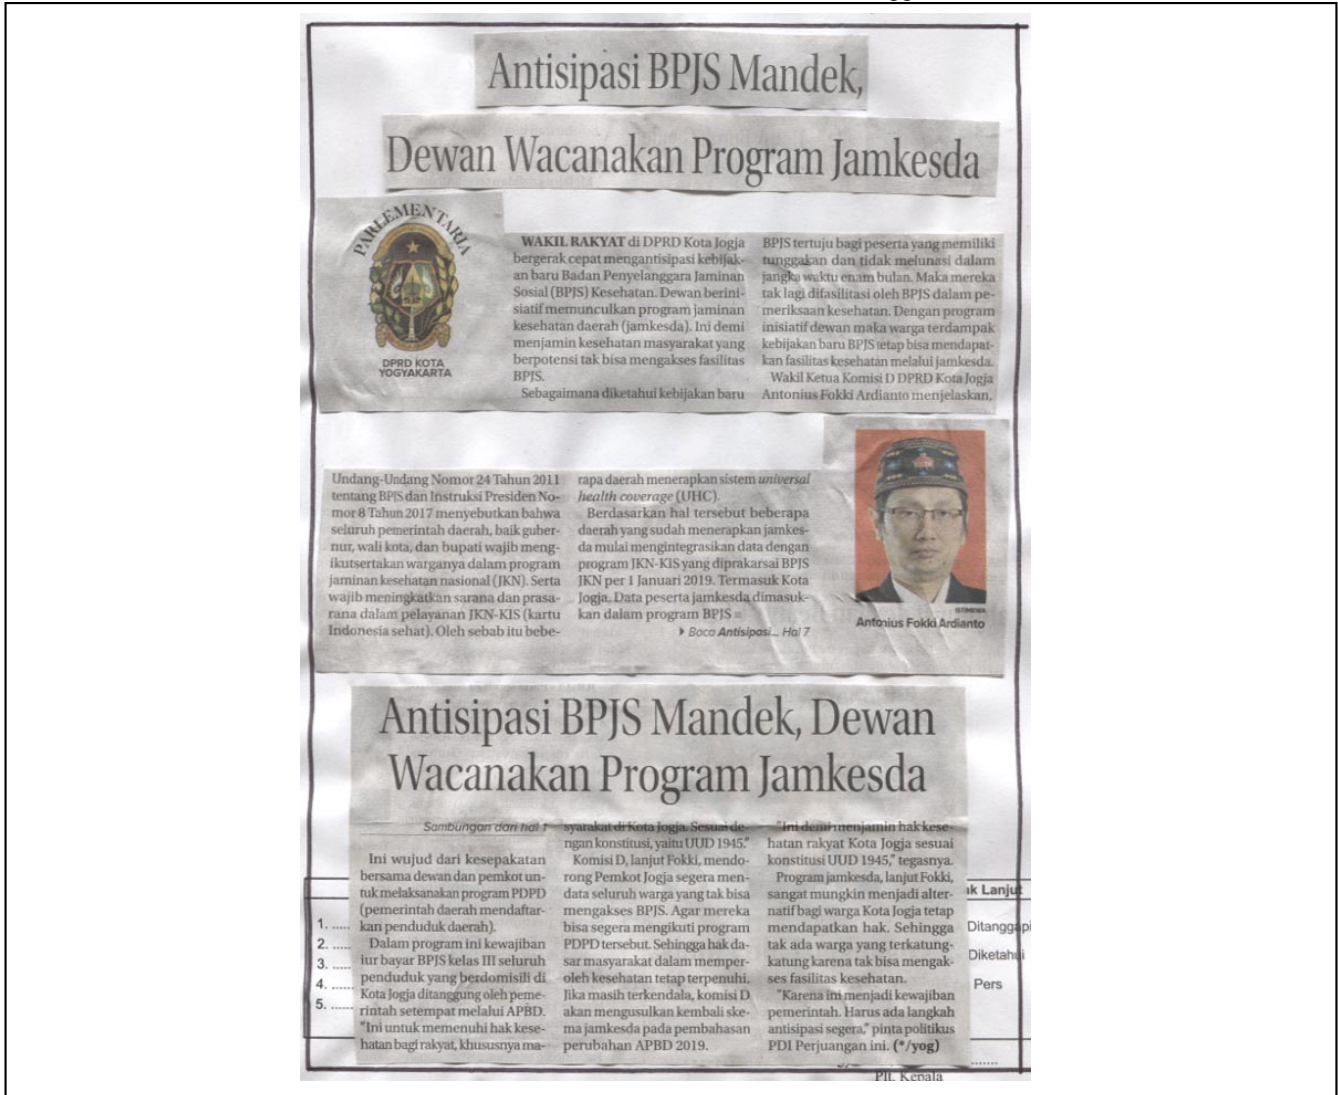 Antisipasi BPJS Mandek,
Dewan Wacanakan Program Jamkesda
PARLEMENTARIA
DPRD KOTA
YOGYAKARTA
WAKIL RAKYAT di DPRD Kota Jogja
bergerak cepat mengantisipasi kebijak-
an baru Badan Penyelanggara Jaminan
Sosial (BPJS) Kesehatan. Dewan berini-
siatif memunculkan program jaminan
kesehatan daerah (jamkesda). Ini demi
menjamin kesehatan masyarakat yang
berpotensi tak bisa mengakses fasilitas
BPJS.
Sebagaimana diketahui kebijakan baru
BPJS tertuju bagi peserta yang memiliki
tunggakan dan tidak melunasi dalam
jangka waktu enam bulan. Maka mereka
tak lagi difasilitasi oleh BPJS dalam pe-
meriksaan kesehatan. Dengan program
inisiatif dewan maka warga terdampak
kebijakan baru BPJS tetap bisa mendapat-
kan fasilitas kesehatan melalui jamkesda.
Wakil Ketua Komisi D DPRD Kota Jogja
Antonius Fokki Ardianto menjelaskan,
Undang-Undang Nomor 24 Tahun 2011
tentang BPJS dan Instruksi Presiden No-
mor 8 Tahun 2017 menyebutkan bahwa
seluruh pemerintah daerah, baik guber-
nur, wali kota, dan bupati wajib meng-
ikutsertakan warganya dalam program
jaminan kesehatan nasional (JKN). Serta
wajib meningkatkan sarana dan prasa-
rana dalam pelayanan JKN-KIS (kartu
Indonesia sehat). Oleh sebab itu bebe-
rapa daerah menerapkan sistem universal
health coverage (UHC).
Berdasarkan hal tersebut beberapa
daerah yang sudah menerapkan jamkes-
da mulai mengintegrasikan data dengan
program JKN-KIS yang diprakarsai BPJS
JKN per 1 Januari 2019. Termasuk Kota
Jogja. Data peserta jamkesda dimasuk-
kan dalam program BPJS
Baca Antisipasi... Hal 7
ISTIMEWA
Antonius Fokki Ardianto
Antisipasi BPJS Mandek, Dewan
Wacanakan Program Jamkesda
Sambungan dari hal 1
Ini wujud dari kesepakatan
bersama dewan dan pemkot un-
tuk melaksanakan program PDPD
(pemerintah daerah mendaftar-
kan penduduk daerah).
Dalam program ini kewajiban
iur bayar BPJS kelas III seluruh
penduduk yang berdomisili di
Kota Jogja ditanggung oleh peme-
rintah setempat melalui APBD.
"Ini untuk memenuhi hak kese-
hatan bagi rakyat, khususnya ma-
syarakat di Kota Jogja. Sesuai de-
ngan konstitusi, yaitu UUD 1945."
Komisi D, lanjut Fokki, mendo-
rong Pemkot Jogja segera men-
data seluruh warga yang tak bisa
mengakses BPJS. Agar mereka
bisa segera mengikuti program
PDPD tersebut. Sehingga hak da-
sar masyarakat dalam memper-
oleh kesehatan tetap terpenuhi.
Jika masih terkendala, komisi D
akan mengusulkan kembali ske-
ma jamkesda pada pembahasan
perubahan APBD 2019.
"Ini demi menjamin hak kese-
hatan rakyat Kota Jogja sesuai
konstitusi UUD 1945," tegasnya.
Program jamkesda, lanjut Fokki,
sangat mungkin menjadi alter-
natif bagi warga Kota Jogja tetap
mendapatkan hak. Sehingga
tak ada warga yang terkatung-
katung karena tak bisa mengak-
ses fasilitas kesehatan.
"Karena ini menjadi kewajiban
pemerintah. Harus ada langkah
antisipasi segera," pinta politikus
PDI Perjuangan ini. (*/yog)
1. .....
2. .....
3. .....
4. .....
5. ......
ak Lanjut
Ditanggapi
Diketahui
Pers
.......
Plt. Kepala